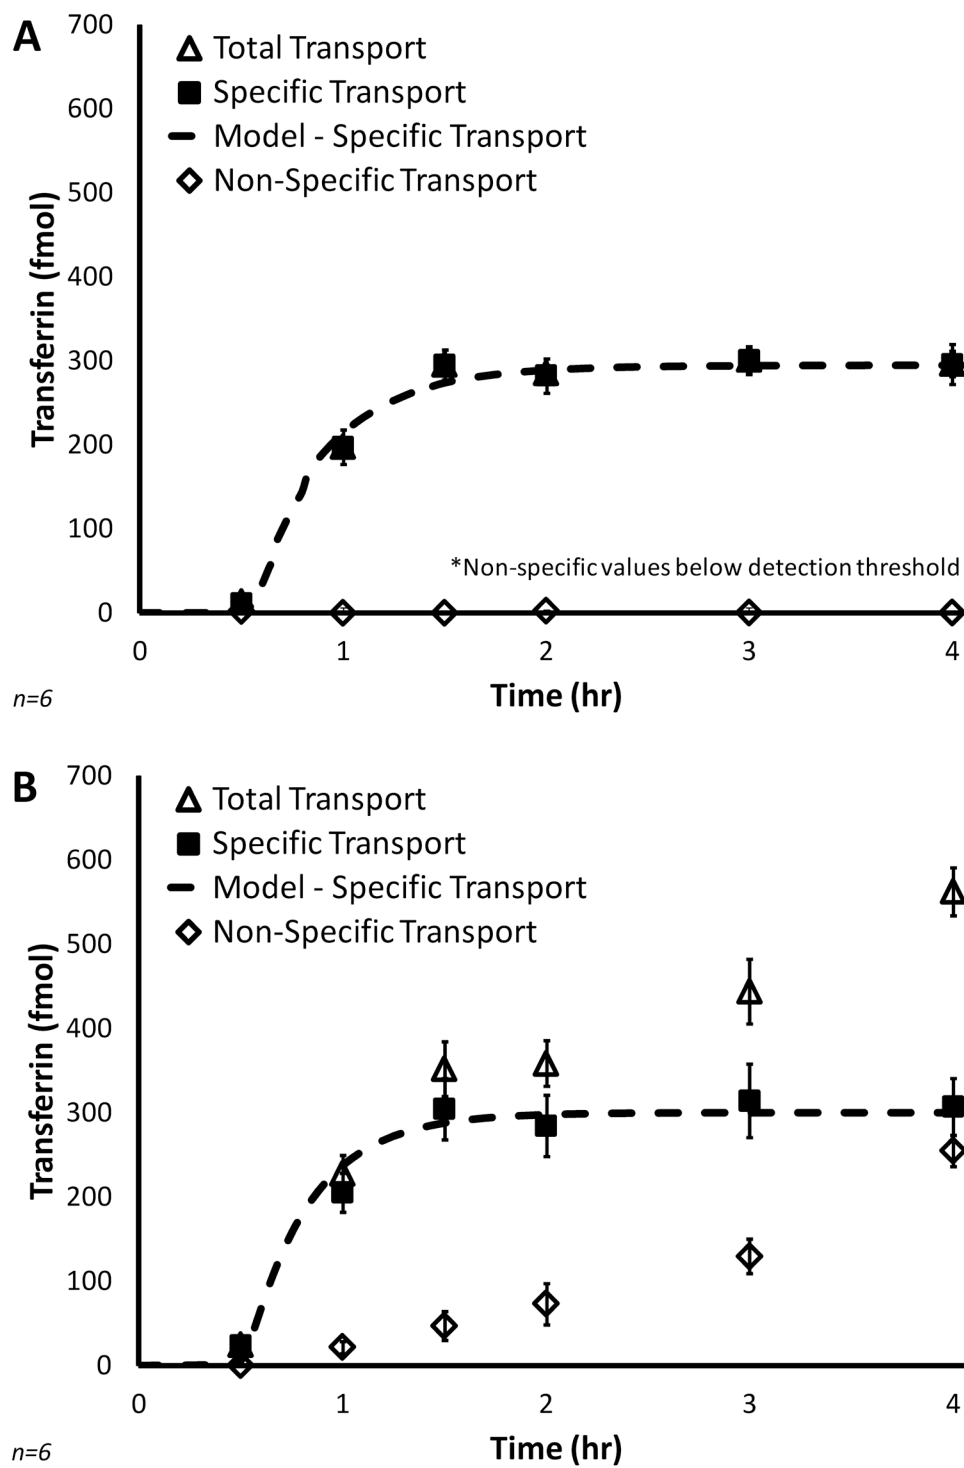 A
700
Total Transport
Specific Transport
600
Model - Specific Transport
Non-Specific Transport
500
400
300
200
100
0
Transferrin (fmol)
*Non-specific values below detection threshold
0 1 2 3 4
n=6
Time (hr)
B
700
Total Transport
Specific Transport
600
Model - Specific Transport
Non-Specific Transport
500
400
300
200
100
0
Transferrin (fmol)
0 1 2 3 4
n=6
Time (hr)